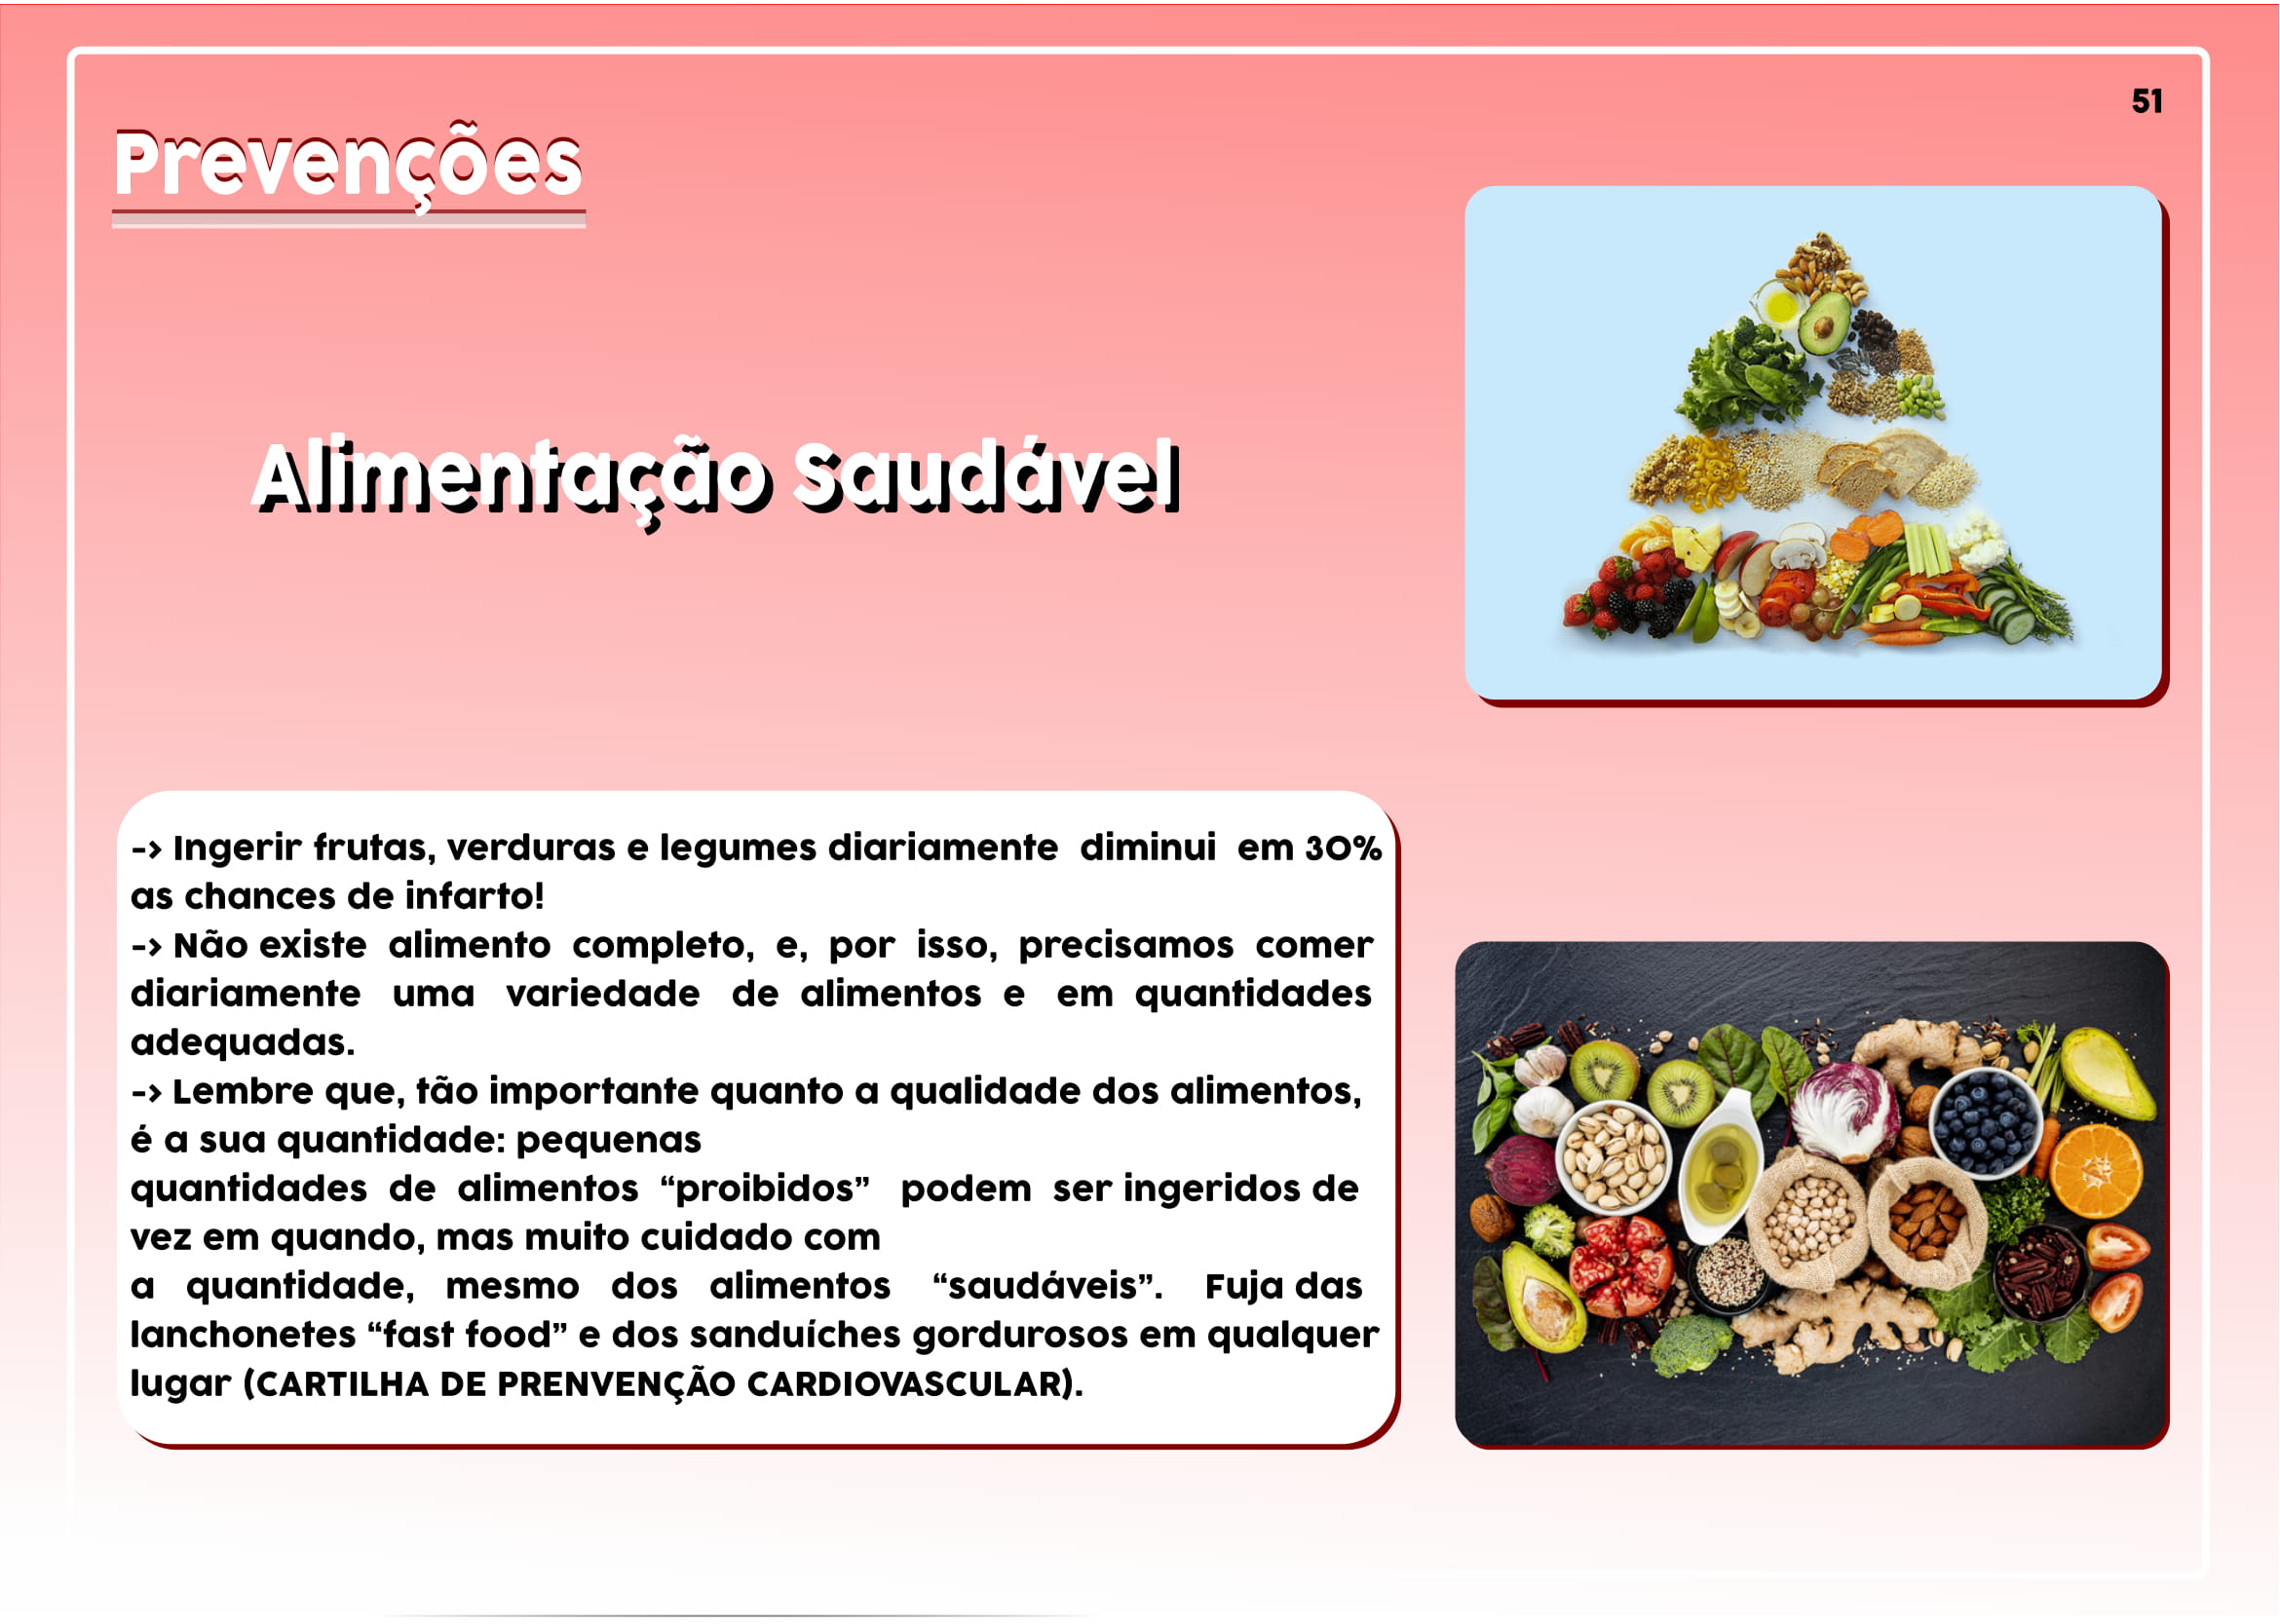 51
Prevenções
Alimentação Saudável
-> Ingerir frutas, verduras e legumes diariamente diminui em 30%
as chances de infarto!
-> Não existe alimento completo, e, por isso, precisamos comer
diariamente uma variedade de alimentos e em quantidades
adequadas.
-> Lembre que, tão importante quanto a qualidade dos alimentos,
é a sua quantidade: pequenas
quantidades de alimentos “proibidos” podem ser ingeridos de
vez em quando, mas muito cuidado com
a quantidade, mesmo dos alimentos “saudáveis”. Fuja das
lanchonetes “fast food” e dos sanduíches gordurosos em qualquer
lugar (CARTILHA DE PRENVENÇÃO CARDIOVASCULAR).